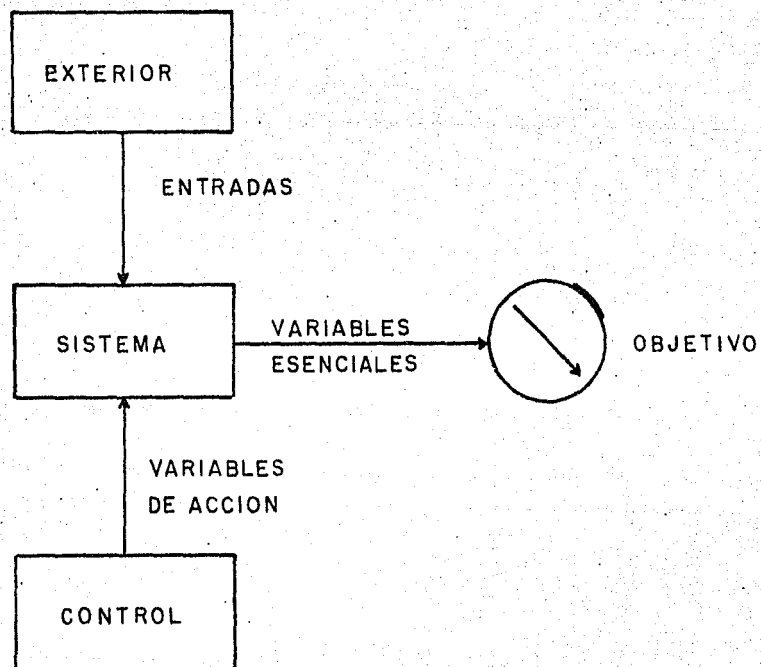 EXTERIOR
ENTRADAS
SISTEMA
VARIABLES
ESENCIALES
OBJETIVO
VARIABLES
DE ACCION
CONTROL